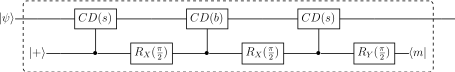 |ψ⟩ CD(s) CD(b) CD(s)
|+⟩ R_X(π/2) R_X(π/2) R_Y(π/2) ⟨m|